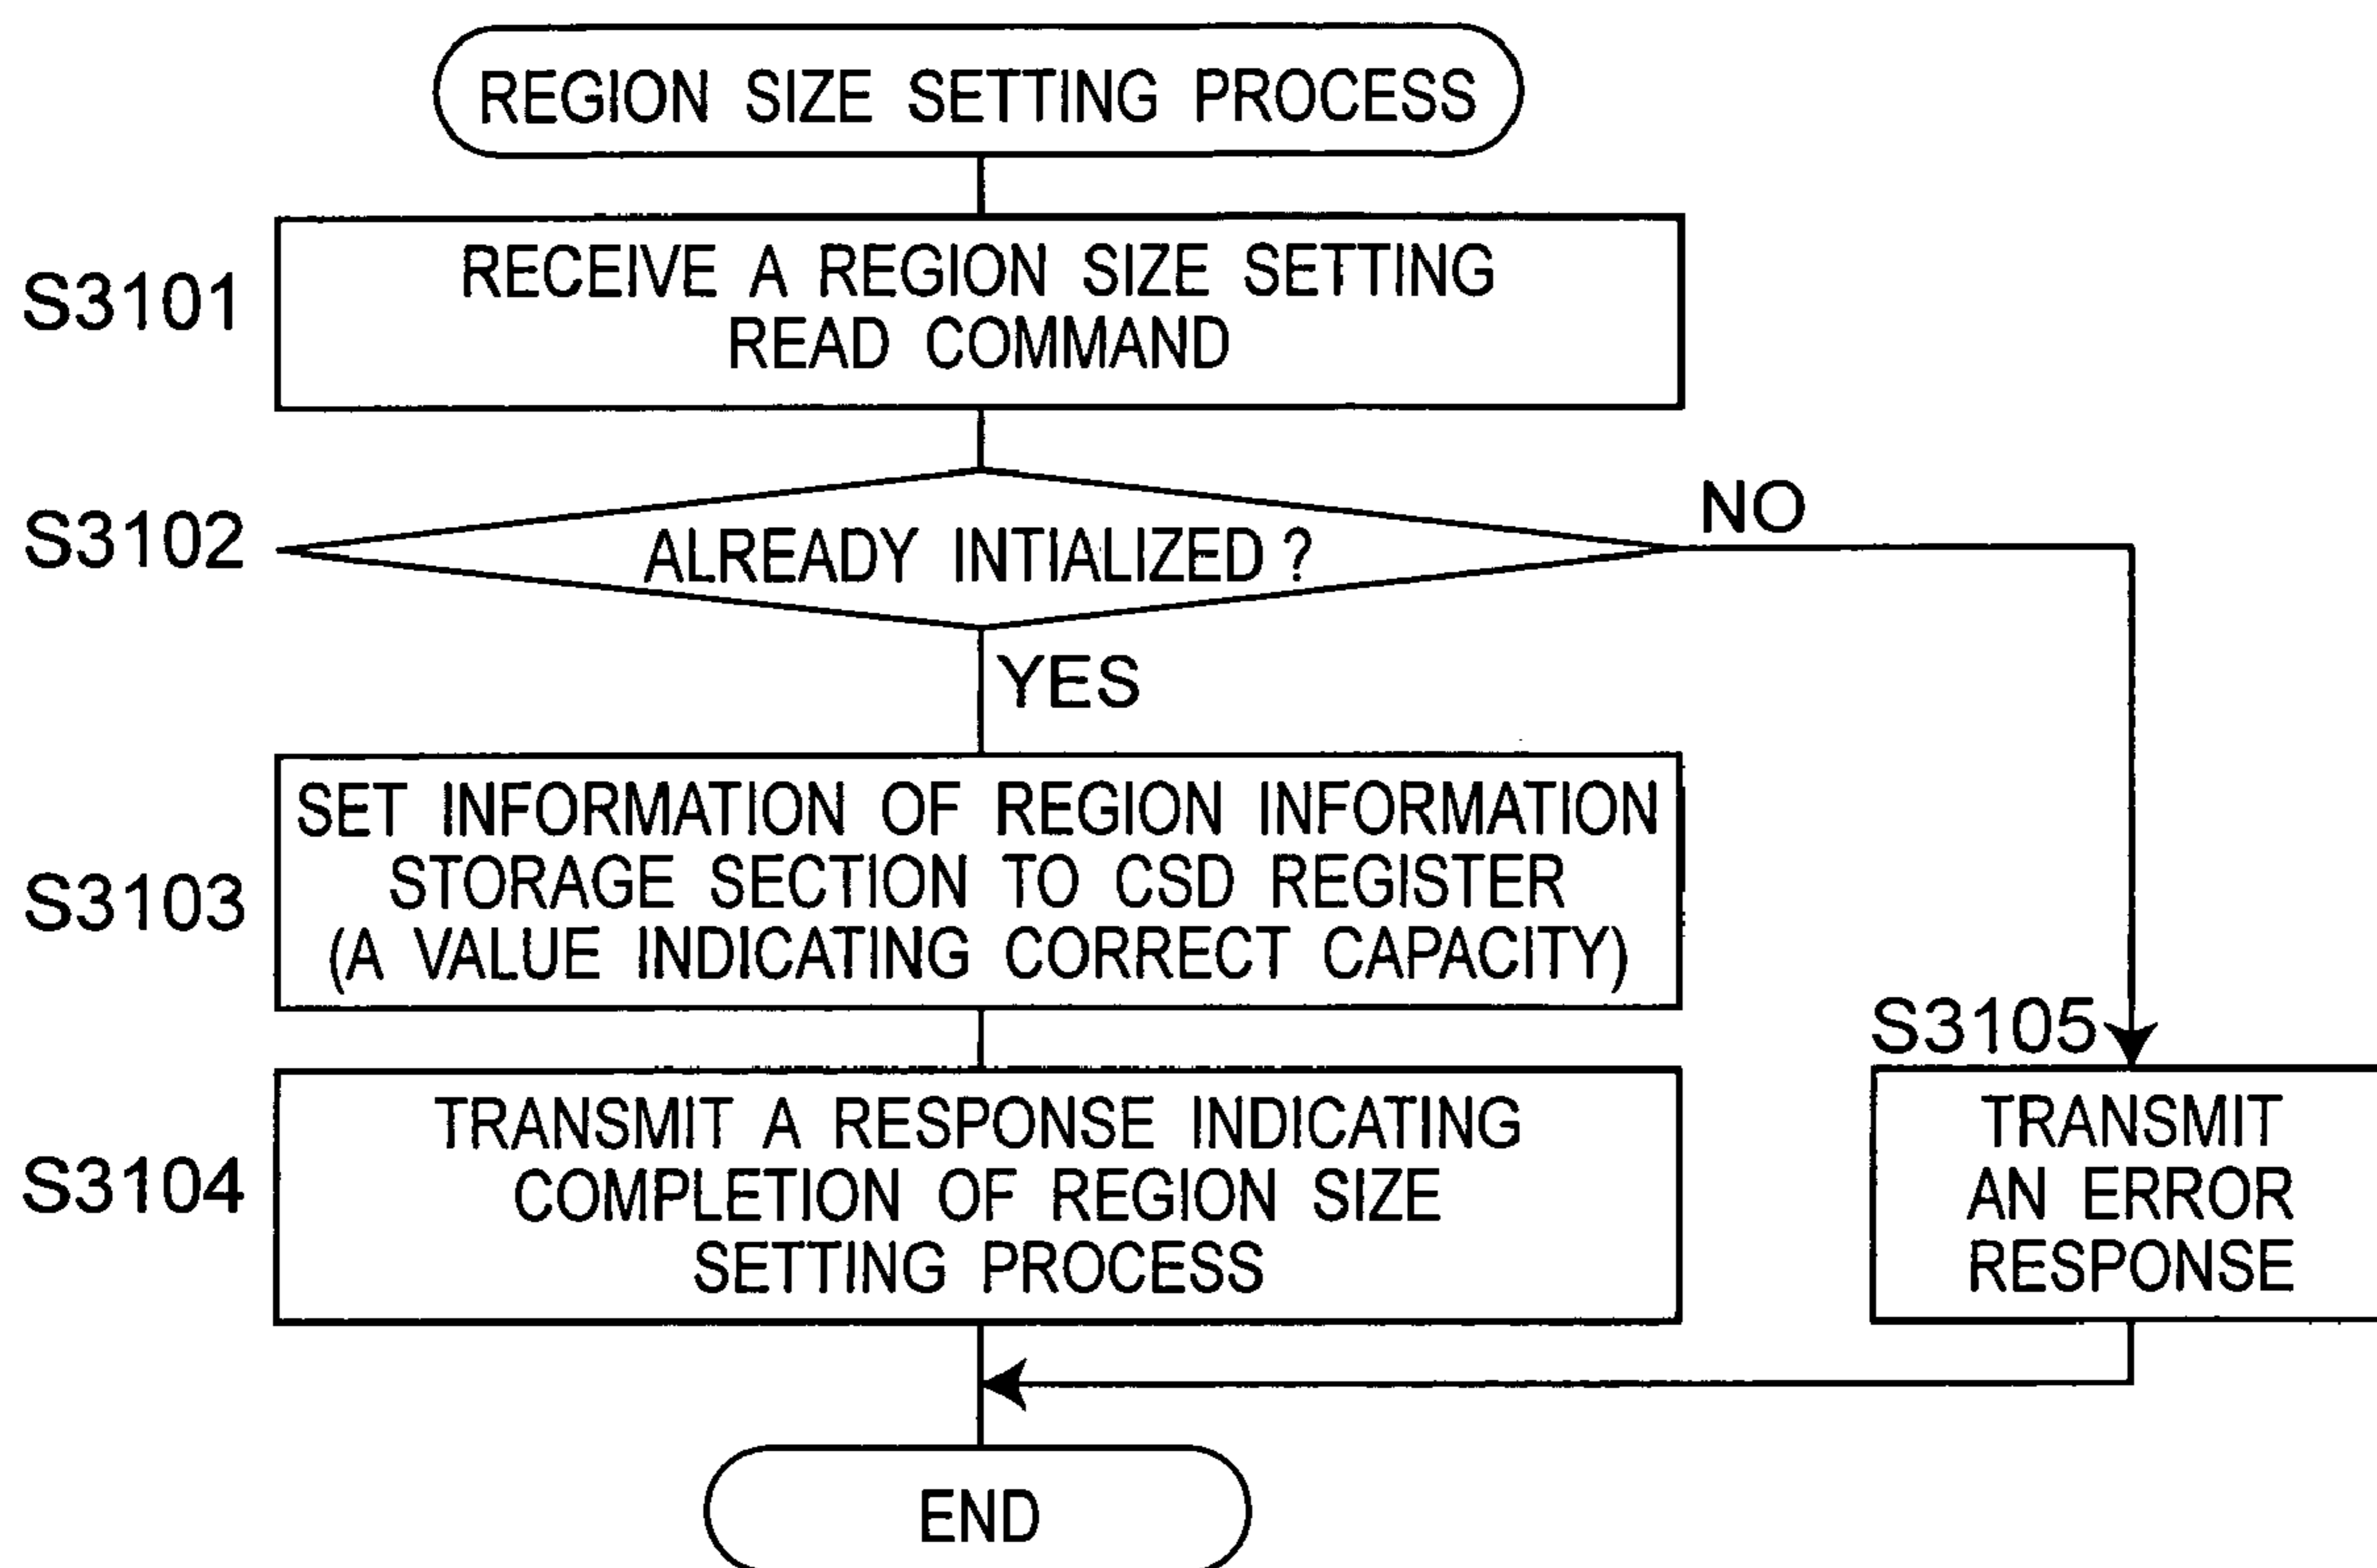 REGION SIZE SETTING PROCESS
S3101
RECEIVE A REGION SIZE SETTING
READ COMMAND
S3102
ALREADY INTIALIZED ?
NO
YES
S3103
SET INFORMATION OF REGION INFORMATION
STORAGE SECTION TO CSD REGISTER
(A VALUE INDICATING CORRECT CAPACITY)
S3104
TRANSMIT A RESPONSE INDICATING
COMPLETION OF REGION SIZE
SETTING PROCESS
S3105
TRANSMIT
AN ERROR
RESPONSE
END